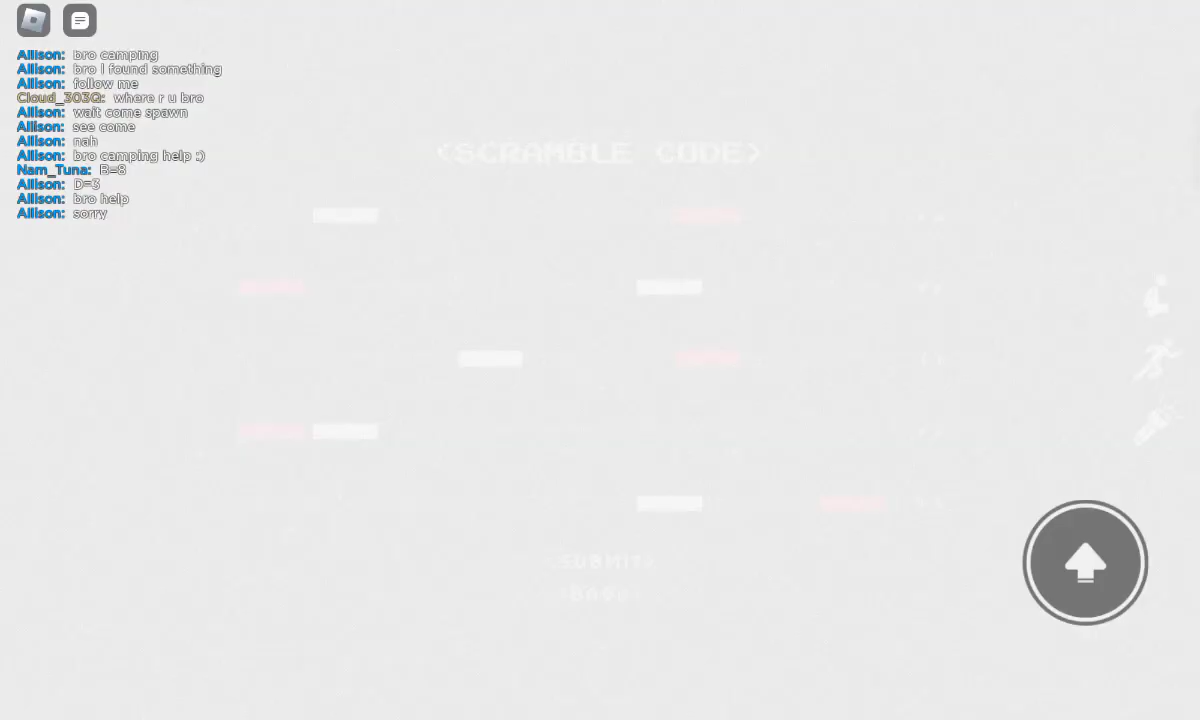 Allison: bro camping
Allison: bro I found something
Allison: follow me
Cloud_303Q: where r u bro
Allison: wait come spawn
Allison: see come
Allison: nah
Allison: bro camping help :)
Nam_Tuna: B=8
Allison: D=3
Allison: bro help
Allison: sorry
<SCRAMBLE CODE>
<SUBMIT>